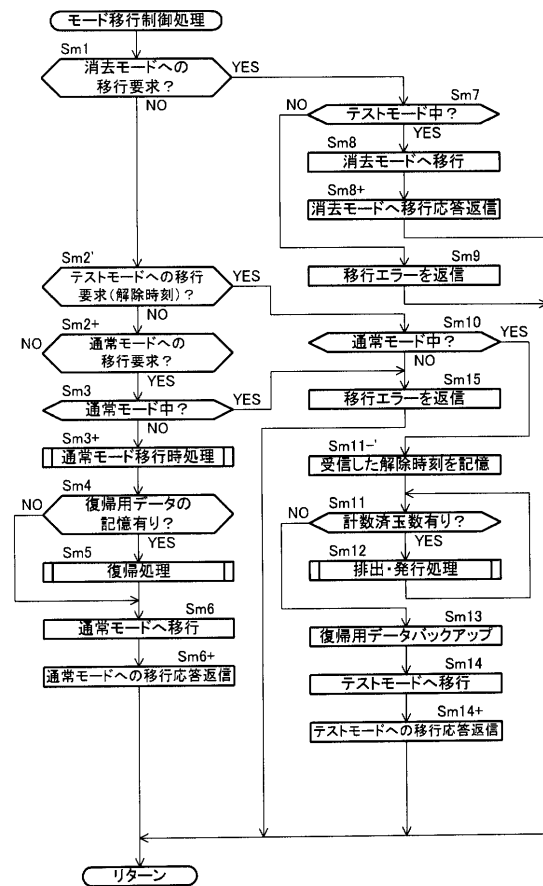 モード移行制御処理
Sm1
消去モードへの
移行要求？
YES
NO
Sm7
NO
テストモード中？
YES
Sm8
消去モードへ移行
Sm8+
消去モードへ移行応答返信
Sm9
移行エラーを返信
Sm2'
テストモードへの移行
要求(解除時刻)？
YES
NO
Sm2+
NO
通常モードへの
移行要求？
YES
Sm3
通常モード中？
YES
NO
Sm3+
通常モード移行時処理
Sm4
NO
復帰用データの
記憶有り？
YES
Sm5
復帰処理
Sm6
通常モードへ移行
Sm6+
通常モードへの移行応答返信
Sm10
通常モード中？
YES
NO
Sm15
移行エラーを返信
Sm11-'
受信した解除時刻を記憶
Sm11
NO
計数済玉数有り？
YES
Sm12
排出・発行処理
Sm13
復帰用データバックアップ
Sm14
テストモードへ移行
Sm14+
テストモードへの移行応答返信
リターン